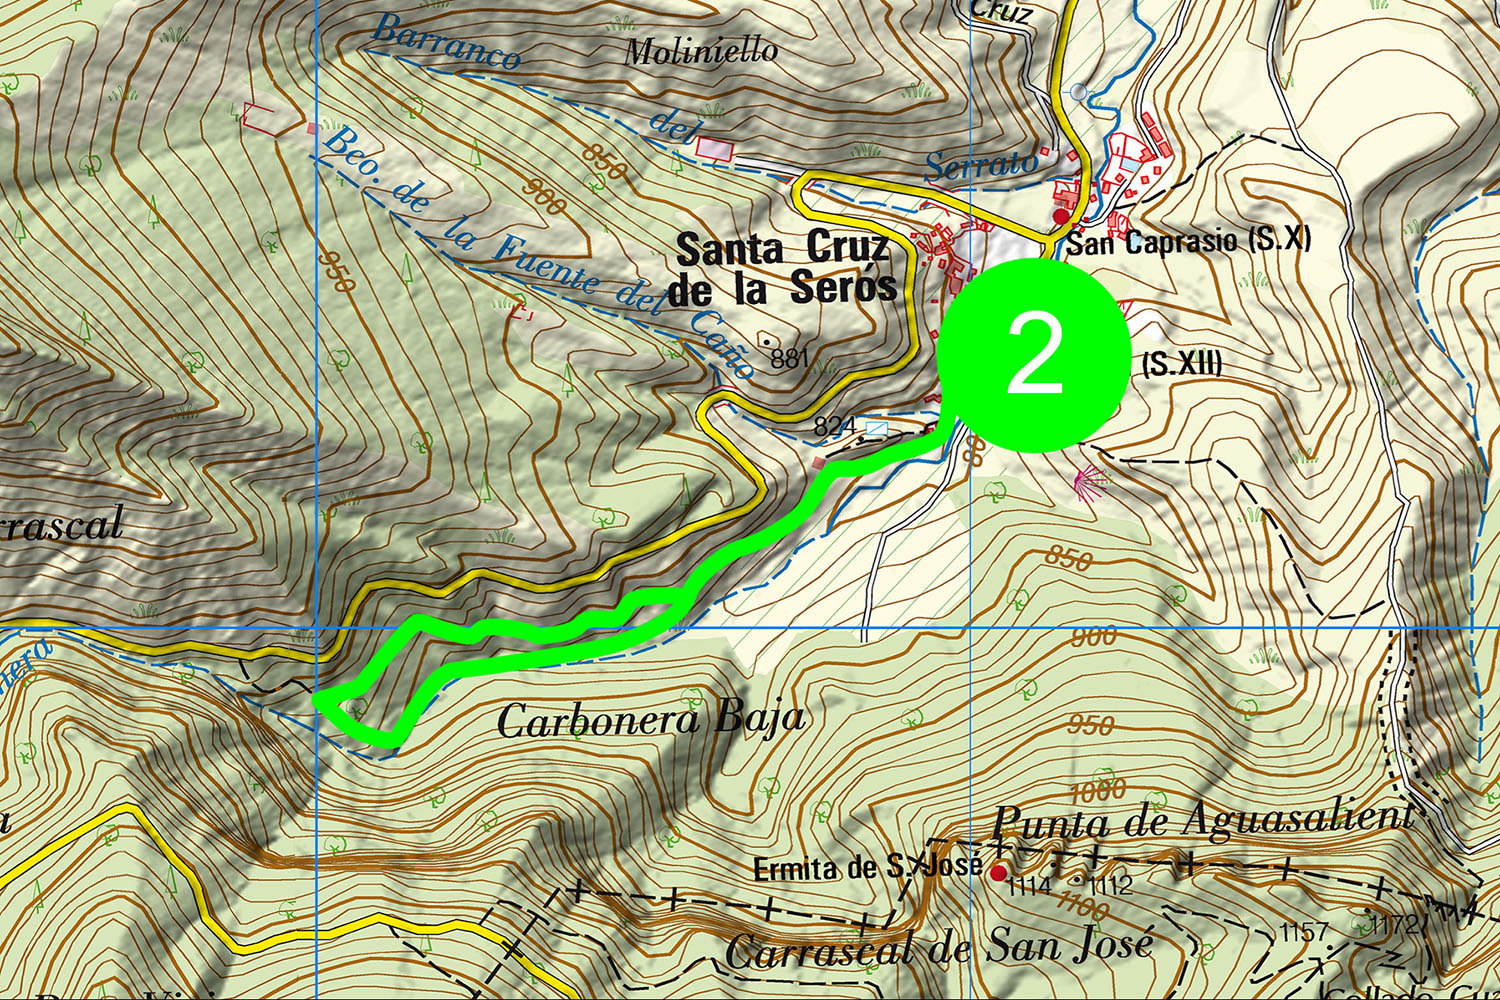 Cruz
Barranco
Moliniello
del
Serrato
Bco. de la Fuente del Caño
850
900
950
Santa Cruz
de la Serós
San Caprasio (S.X)
2
(S.XII)
881
824
rrascal
850
900
nera
Carbonera Baja
950
1000
Punta de Aguasalient
Ermita de S. José
1114
1112
1100
1157
1172
Carrascal de San José